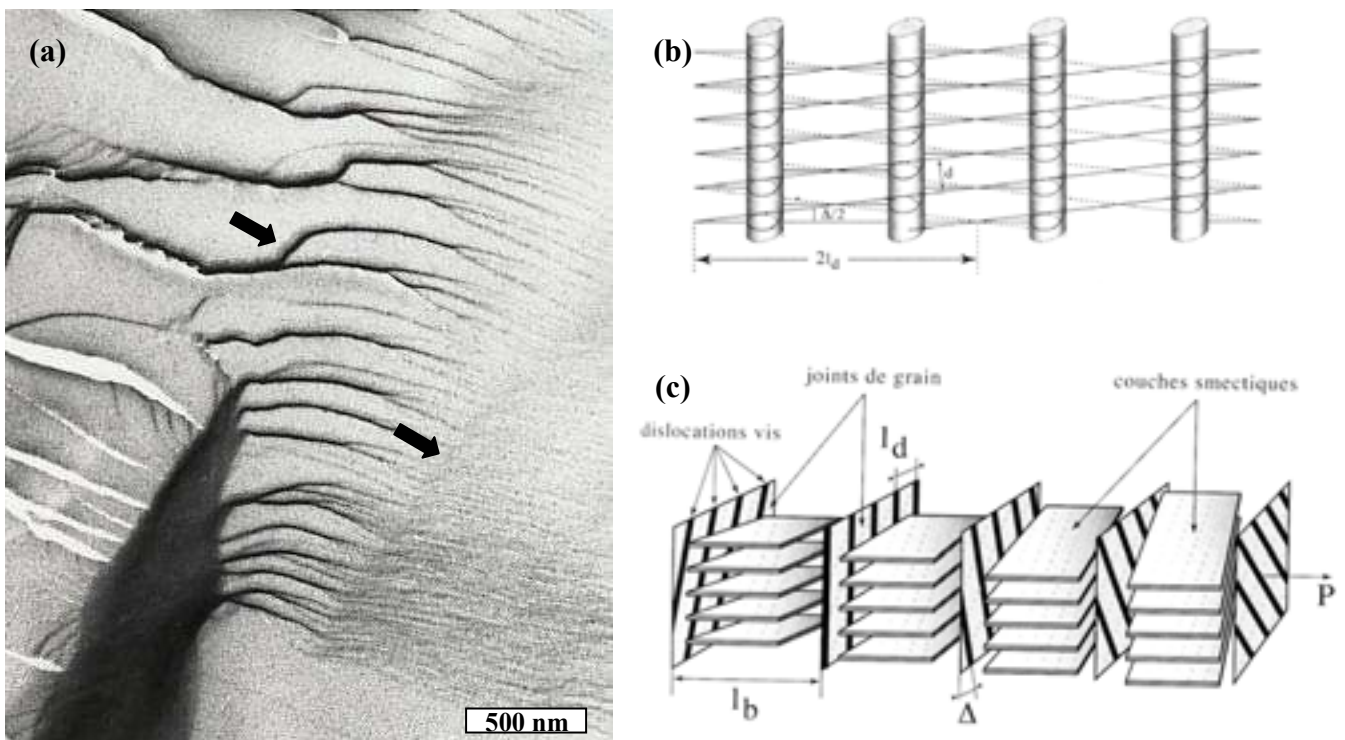 (a)
500 nm
(b)
d
Δ/2
2l_d
(c)
joints de grain
couches smectiques
dislocations vis
l_d
P
l_b
Δ